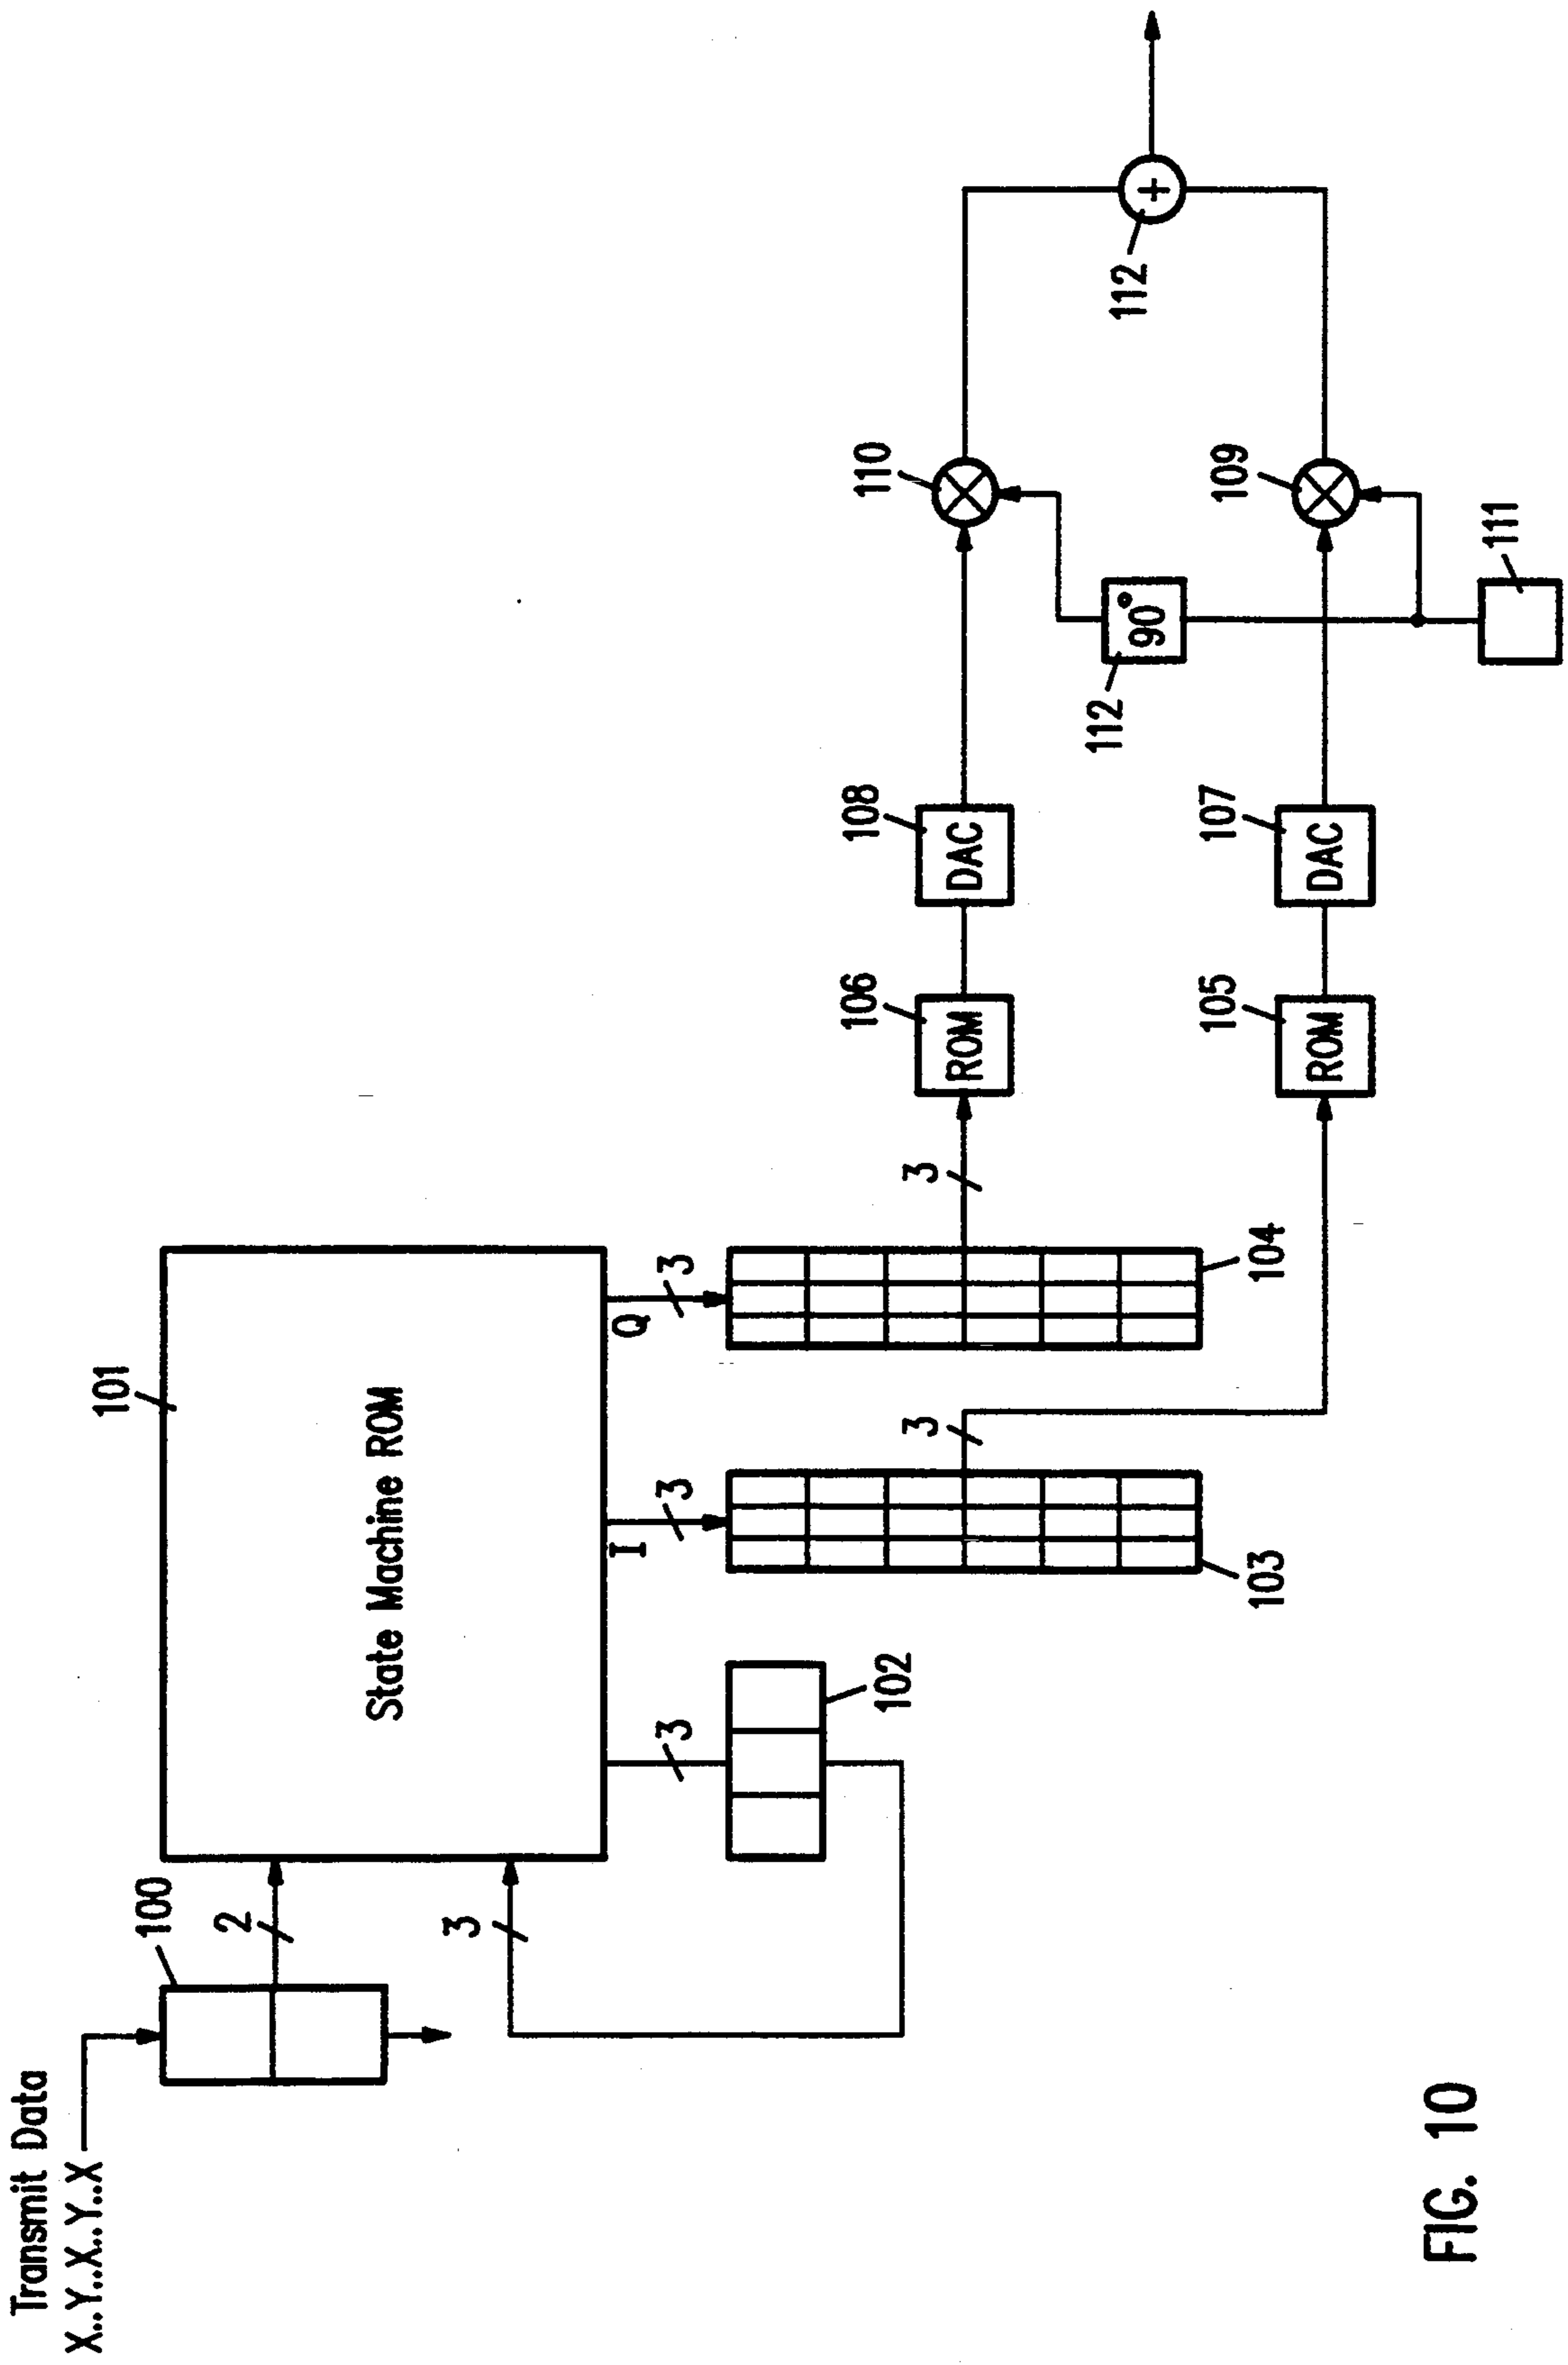 Transmit Data
X..Y..X..Y..X
100
2
3
101
State Machine ROM
3
102
I
3
103
Q
3
104
3
3
106
ROM
105
ROM
108
DAC
107
DAC
112
90°
110
109
111
112
+
FIG. 10